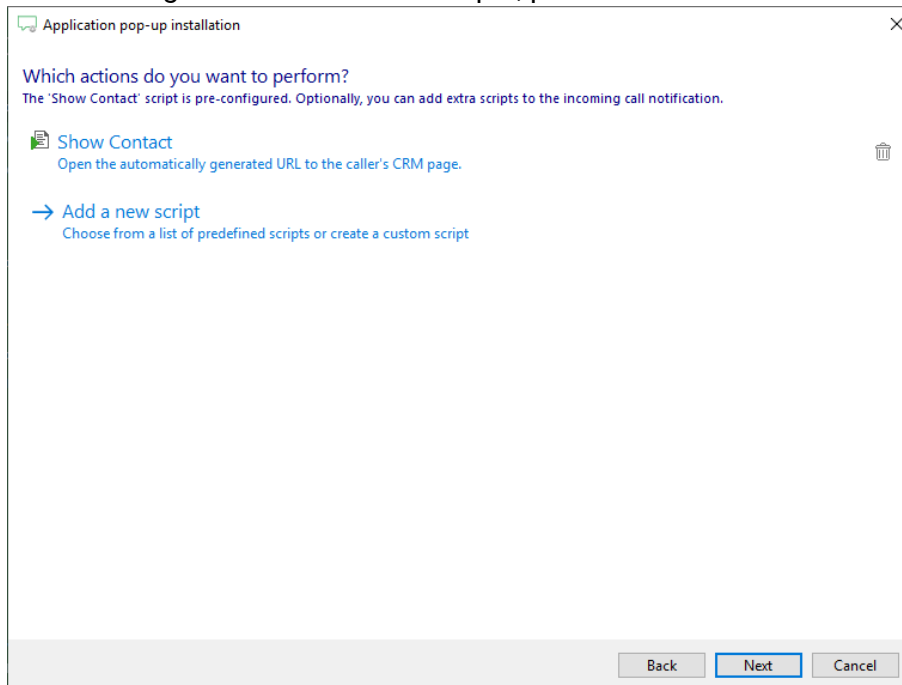 Application pop-up installation
Which actions do you want to perform?
The 'Show Contact' script is pre-configured. Optionally, you can add extra scripts to the incoming call notification.
Show Contact
Open the automatically generated URL to the caller's CRM page.
Add a new script
Choose from a list of predefined scripts or create a custom script
Back Next Cancel